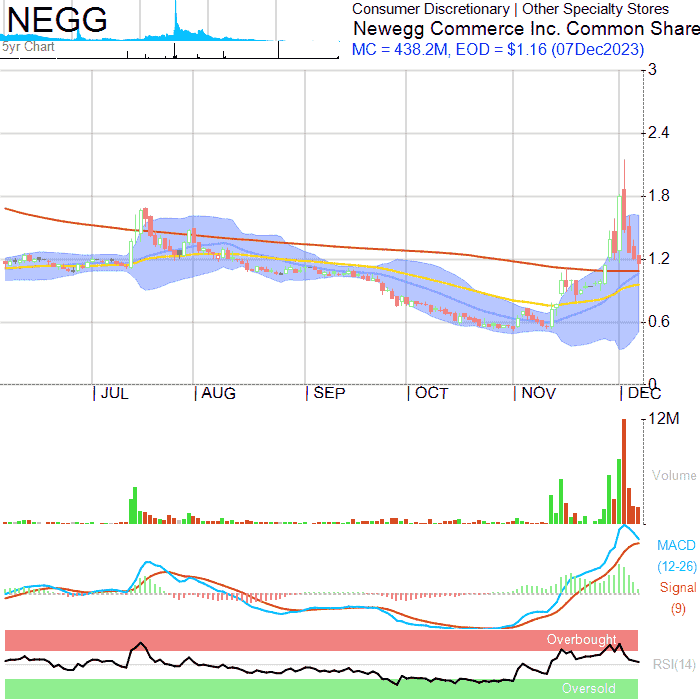 NEGG
5yr Chart
Consumer Discretionary | Other Specialty Stores
Newegg Commerce Inc. Common Share
MC = 438.2M, EOD = $1.16 (07Dec2023)
3
2.4
1.8
1.2
0.6
0
JUL AUG SEP OCT NOV DEC
12M
Volume
MACD
(12-26)
Signal
(9)
Overbought
RSI(14)
Oversold